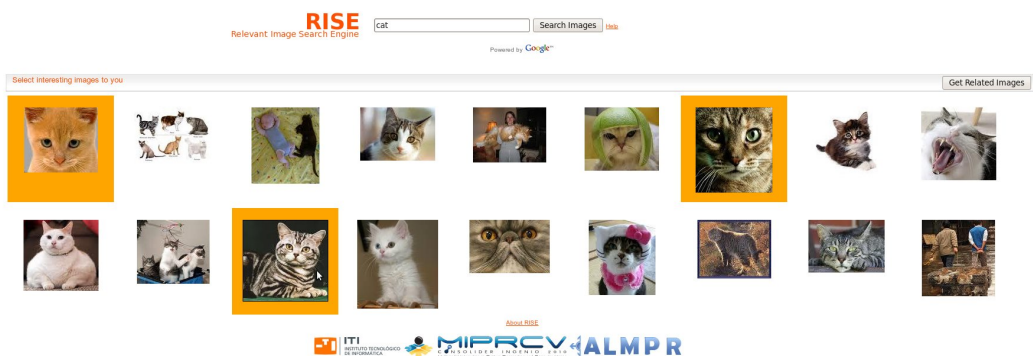 RISE
Relevant Image Search Engine
cat
Search Images
Help
Powered by Google
Select interesting images to you
Get Related Images
About RISE
ITI
INSTITUTO TECNOLÓGICO
DE INFORMÁTICA
MIPRCV
CONSOLIDER INGENIO 2010
ALMPR